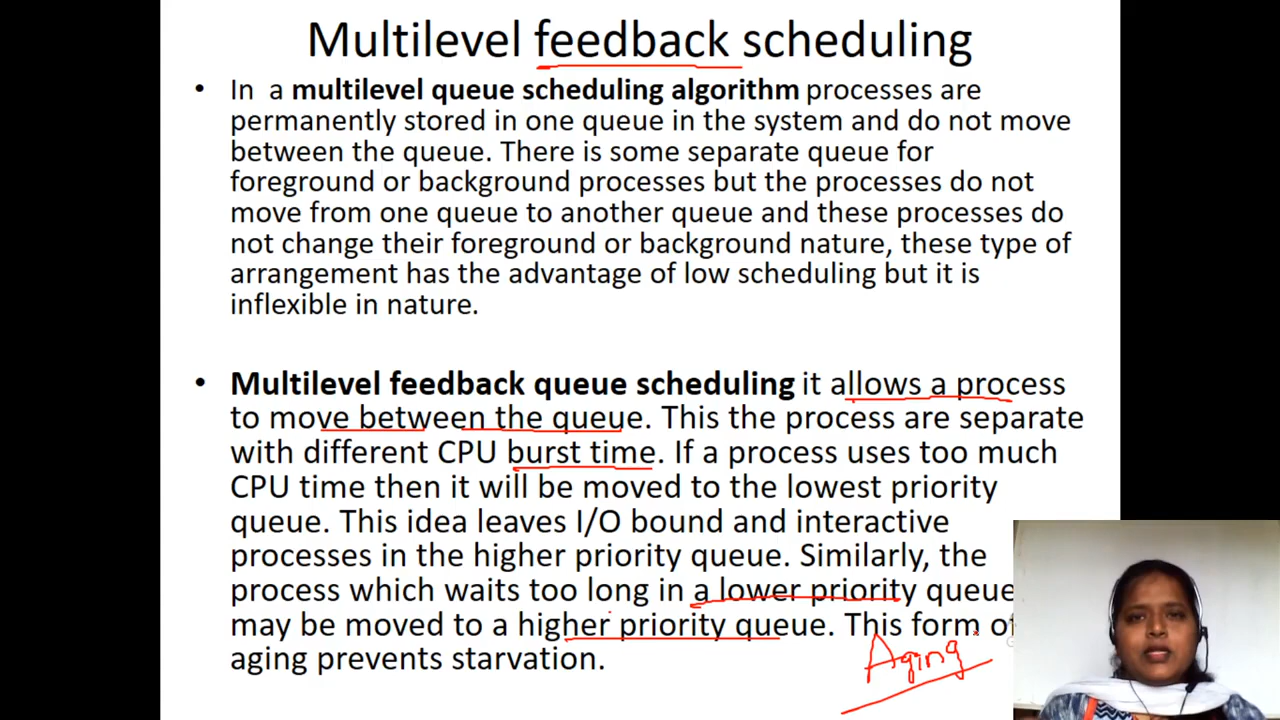 Multilevel feedback scheduling
• In a multilevel queue scheduling algorithm processes are
permanently stored in one queue in the system and do not move
between the queue. There is some separate queue for
foreground or background processes but the processes do not
move from one queue to another queue and these processes do
not change their foreground or background nature, these type of
arrangement has the advantage of low scheduling but it is
inflexible in nature.
• Multilevel feedback queue scheduling it allows a process
to move between the queue. This the process are separate
with different CPU burst time. If a process uses too much
CPU time then it will be moved to the lowest priority
queue. This idea leaves I/O bound and interactive
processes in the higher priority queue. Similarly, the
process which waits too long in a lower priority queue
may be moved to a higher priority queue. This form of
aging prevents starvation.
Aging